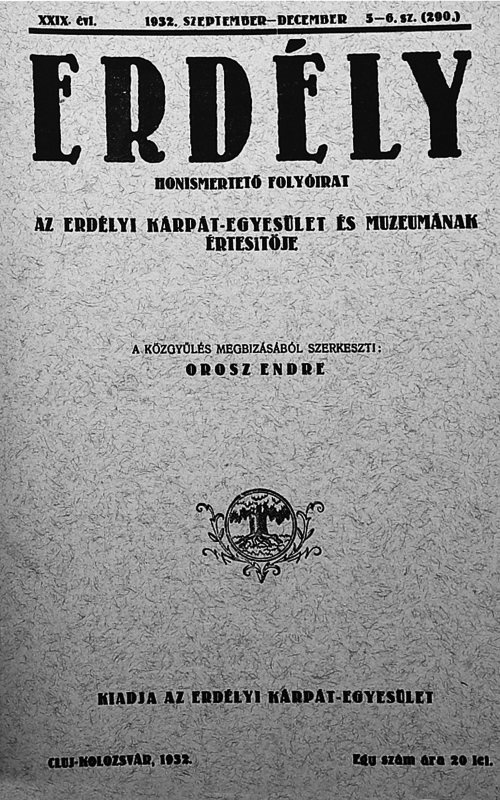 XXIX. évf. 1932. SZEPTEMBER—DECEMBER 5—6. SZ. (290.)
ERDÉLY
HONISMERTETŐ FOLYÓIRAT
AZ ERDÉLYI KÁRPÁT-EGYESÜLET ÉS MUZEUMÁNAK
ÉRTESITŐJE
A KÖZGYÜLÉS MEGBIZÁSÁBÓL SZERKESZTI:
OROSZ ENDRE
KIADJA AZ ERDÉLYI KÁRPÁT-EGYESÜLET
CLUJ-KOLOZSVÁR, 1932. Egy szám ára 20 lei.